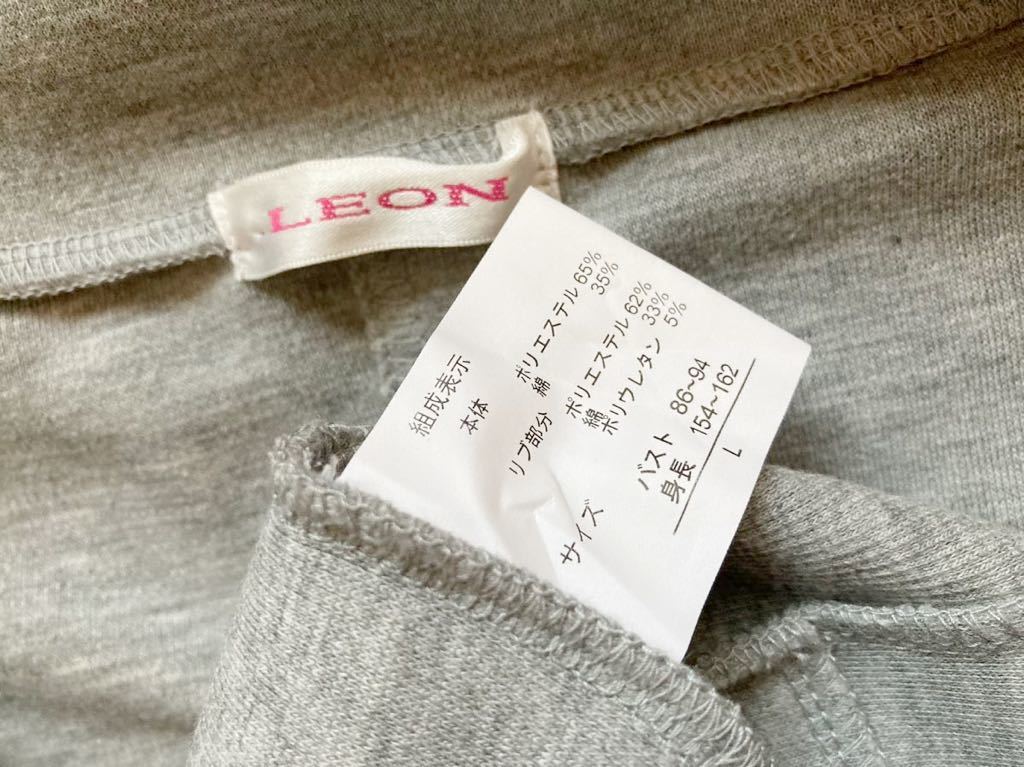 LEON
組成表示
本体
ポリエステル 65%
綿 35%
リブ部分
ポリエステル 62%
綿 33%
ポリウレタン 5%
サイズ
バスト 86~94
身長 154~162
L